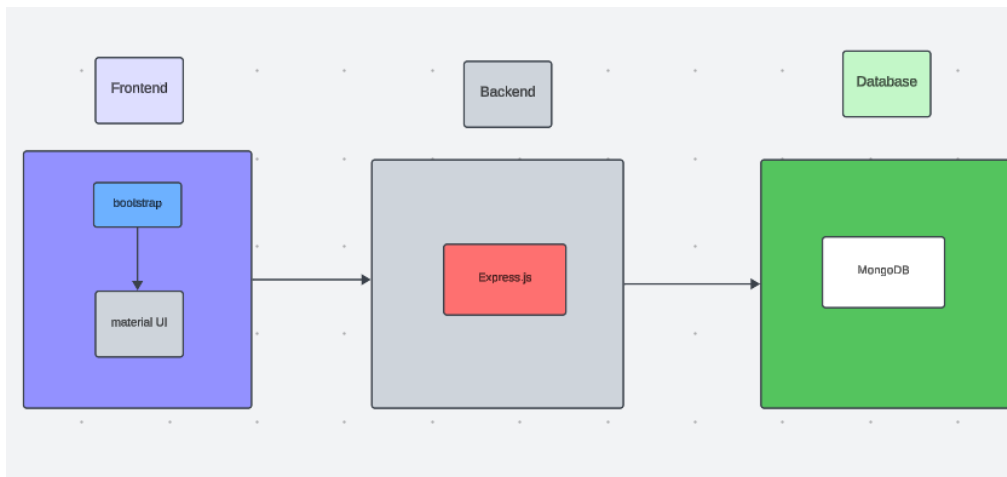 Frontend
Backend
Database
bootstrap
material UI
Express.js
MongoDB